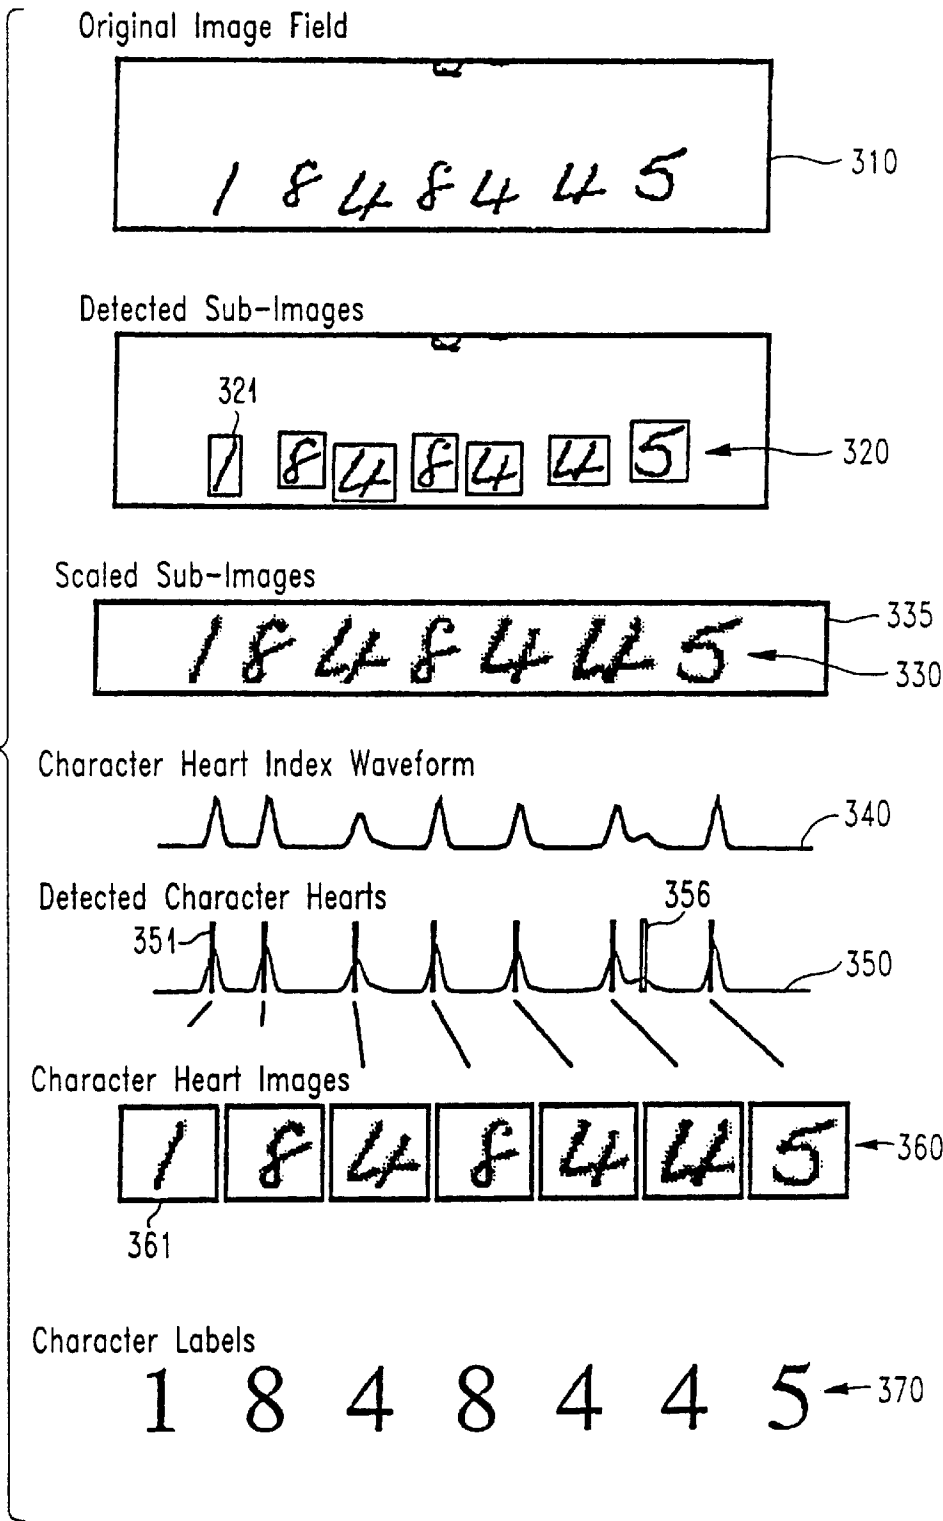 Original Image Field
1 8 4 8 4 4 5
310
Detected Sub-Images
321
1 8 4 8 4 4 5
320
Scaled Sub-Images
335
1 8 4 8 4 4 5
330
Character Heart Index Waveform
340
Detected Character Hearts
356
351
350
Character Heart Images
1 8 4 8 4 4 5
360
361
Character Labels
1 8 4 8 4 4 5
370